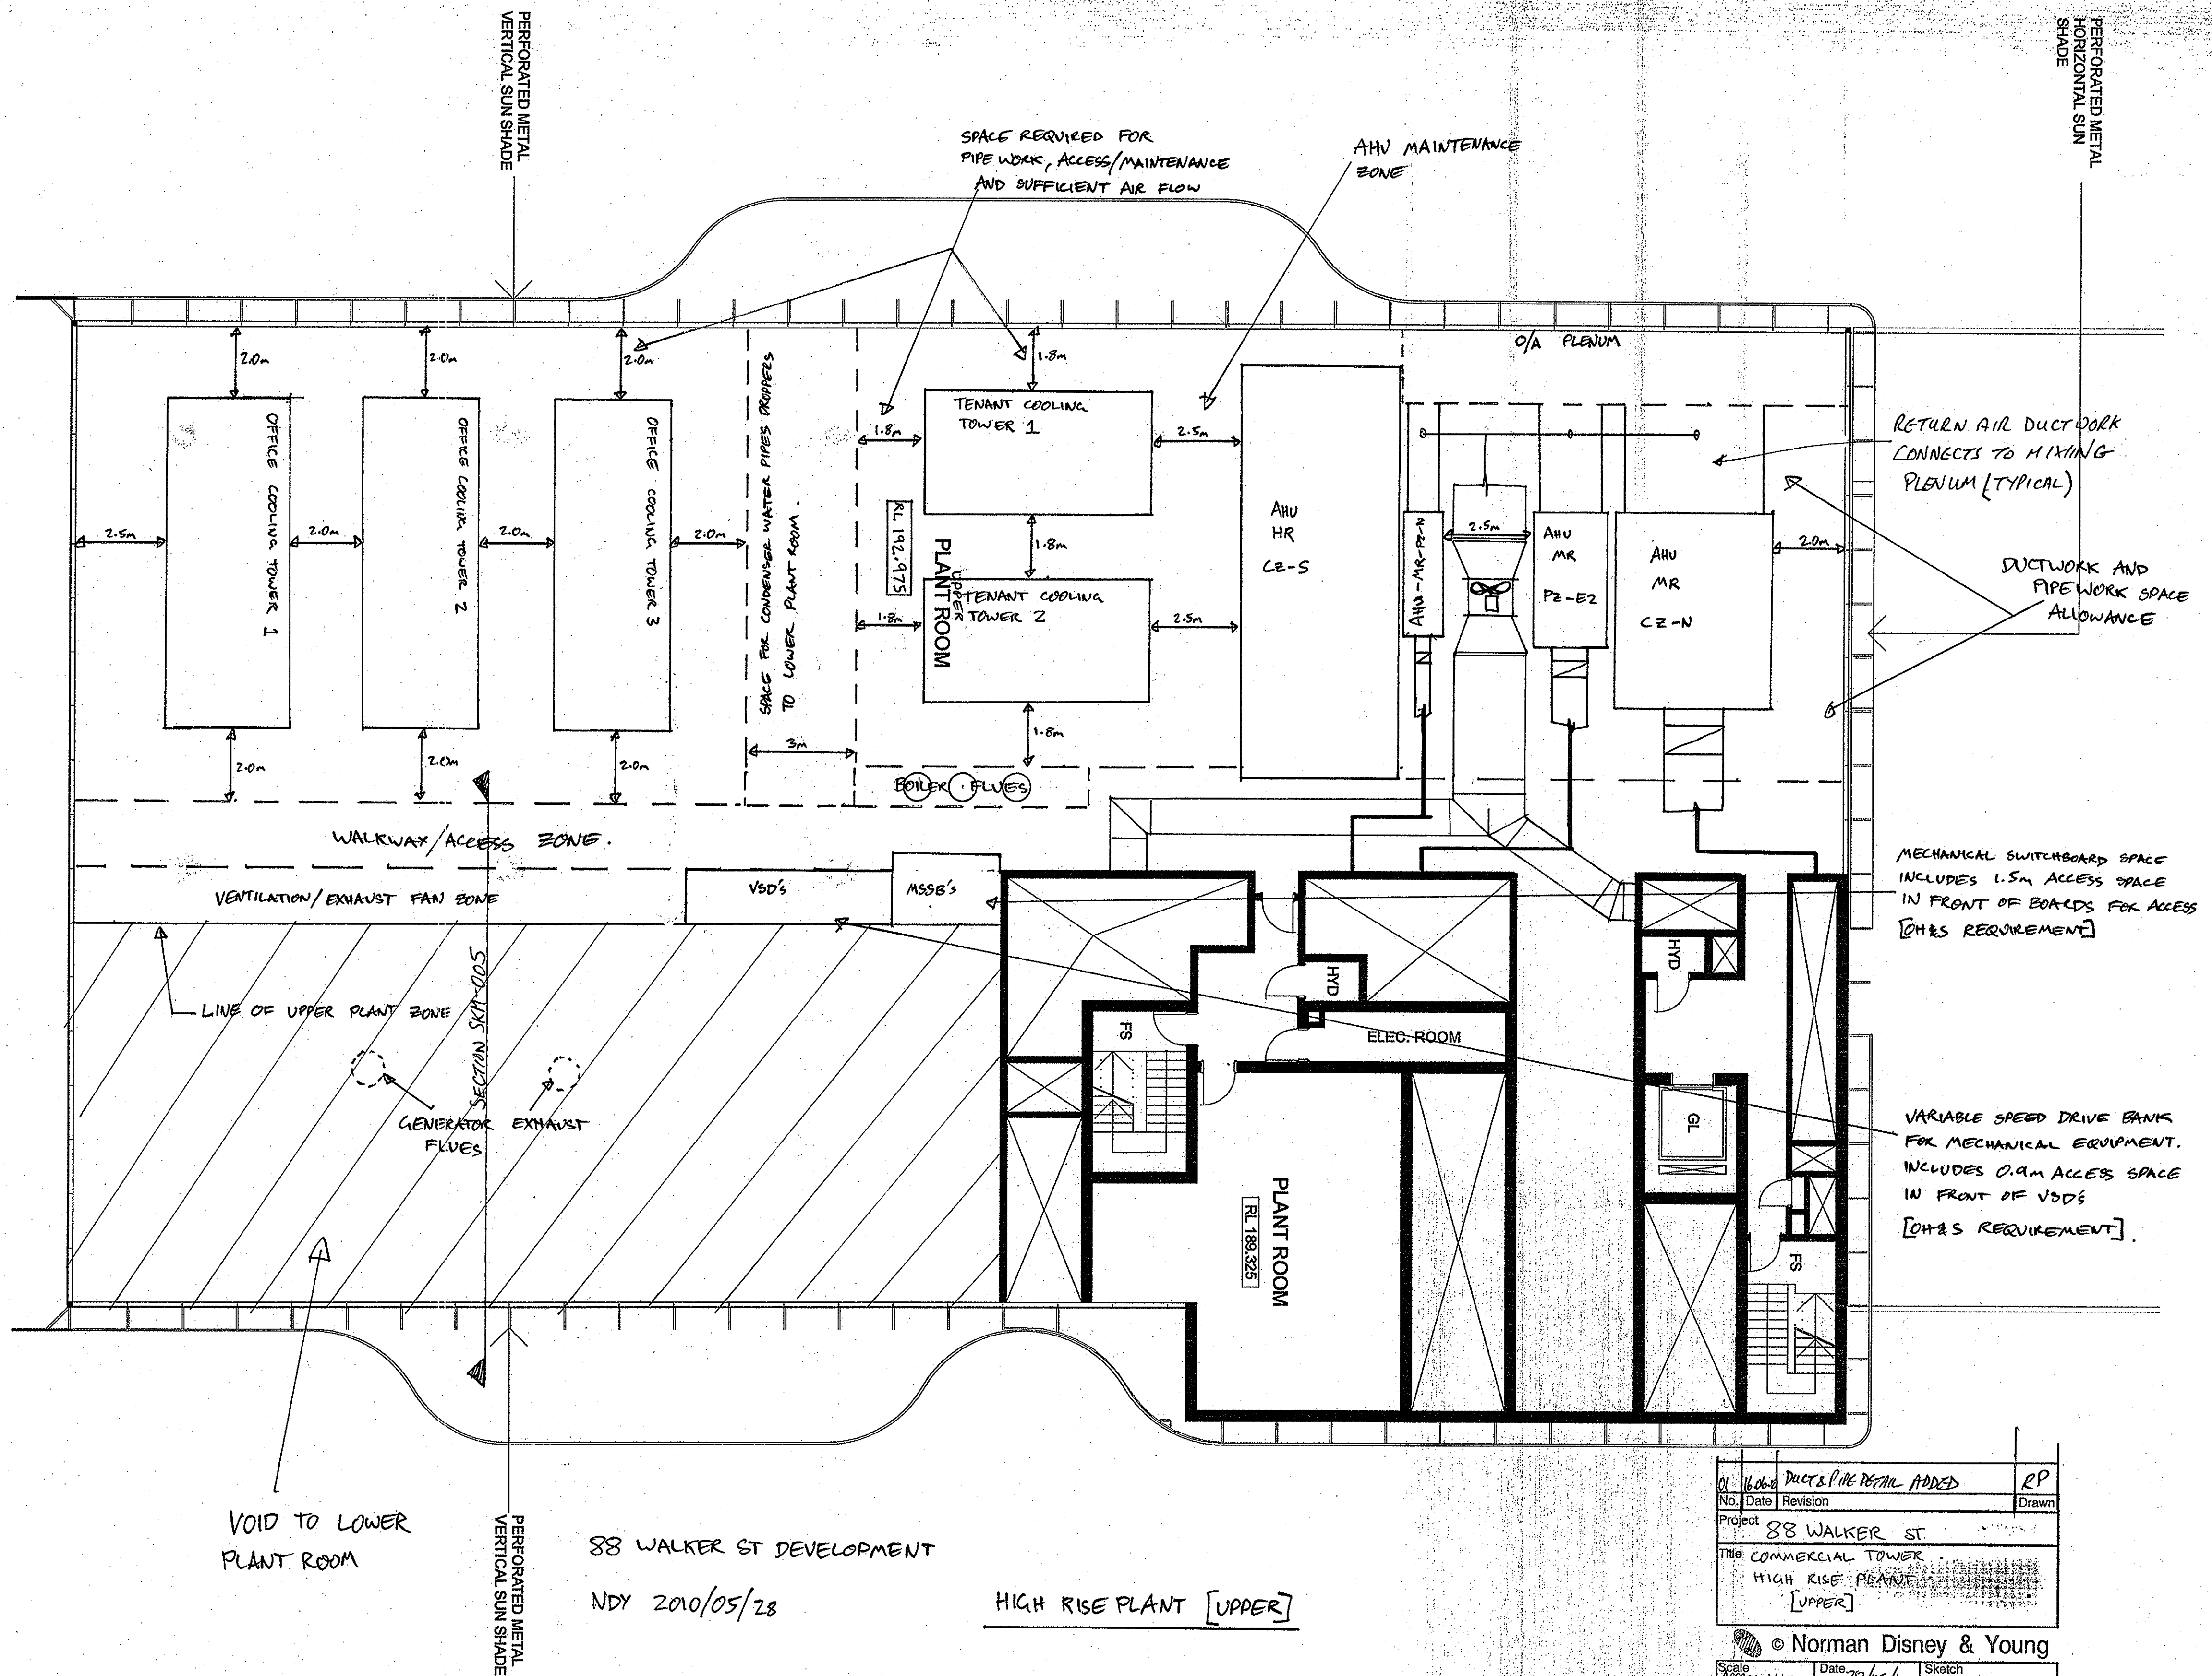 PERFORATED METAL
VERTICAL SUN SHADE
PERFORATED METAL
HORIZONTAL SUN
SHADE
SPACE REQUIRED FOR
PIPE WORK, ACCESS/MAINTENANCE
AND SUFFICIENT AIR FLOW
AHU MAINTENANCE
ZONE
O/A PLENUM
2.0m
2.0m
2.0m
1.8m
OFFICE COOLING TOWER 1
OFFICE COOLING TOWER 2
OFFICE COOLING TOWER 3
SPACE FOR CONDENSER WATER PIPES DROPPERS
TO LOWER PLANT ROOM.
TENANT COOLING
TOWER 1
1.8m
2.5m
RETURN AIR DUCTWORK
CONNECTS TO MIXING
PLENUM (TYPICAL)
2.5m
2.0m
2.0m
2.0m
RL 192.975
UPPER
PLANT ROOM
1.8m
AHU
HR
CZ-S
AHU-MR-PZ-N
2.5m
AHU
MR
PZ-E2
AHU
MR
CZ-N
2.0m
DUCTWORK AND
PIPEWORK SPACE
ALLOWANCE
TENANT COOLING
TOWER 2
1.8m
2.5m
1.8m
3m
2.0m
2.0m
2.0m
BOILER FLUES
WALKWAY/ACCESS ZONE.
VENTILATION/EXHAUST FAN ZONE
VSD's
MSSB's
MECHANICAL SWITCHBOARD SPACE
INCLUDES 1.5m ACCESS SPACE
IN FRONT OF BOARDS FOR ACCESS
[OH&S REQUIREMENT]
HYD
HYD
LINE OF UPPER PLANT ZONE
SECTION SKM-005
FS
ELEC. ROOM
GENERATOR EXHAUST
FLUES
GL
VARIABLE SPEED DRIVE BANK
FOR MECHANICAL EQUIPMENT.
INCLUDES 0.9m ACCESS SPACE
IN FRONT OF VSD's
[OH&S REQUIREMENT].
PLANT ROOM
RL 189.325
FS
VOID TO LOWER
PLANT ROOM
PERFORATED METAL
VERTICAL SUN SHADE
88 WALKER ST DEVELOPMENT
NDY 2010/05/28
HIGH RISE PLANT [UPPER]
01 DUCT & PIPE DETAIL ADDED RP
No. Date Revision Drawn
Project 88 WALKER ST
Title COMMERCIAL TOWER
HIGH RISE PLANT
[UPPER]
© Norman Disney & Young
Scale Date Sketch